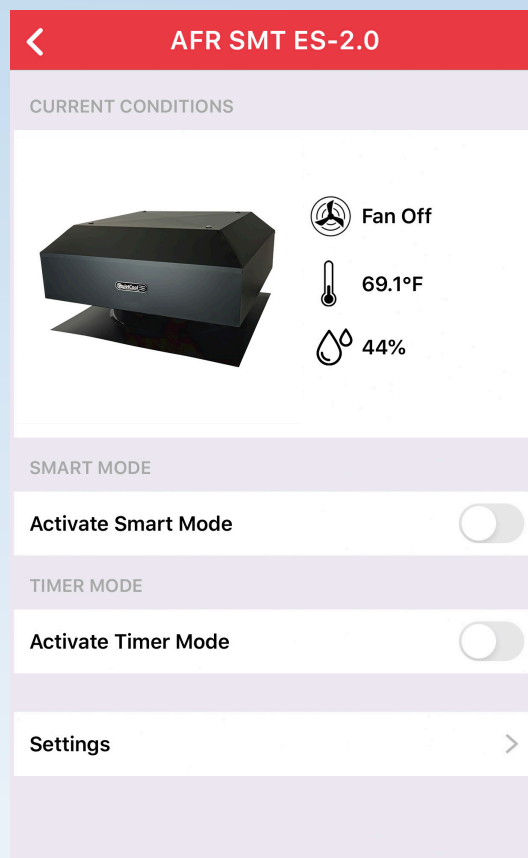 AFR SMT ES-2.0
CURRENT CONDITIONS
QuietCool
Fan Off
69.1°F
44%
SMART MODE
Activate Smart Mode
TIMER MODE
Activate Timer Mode
Settings